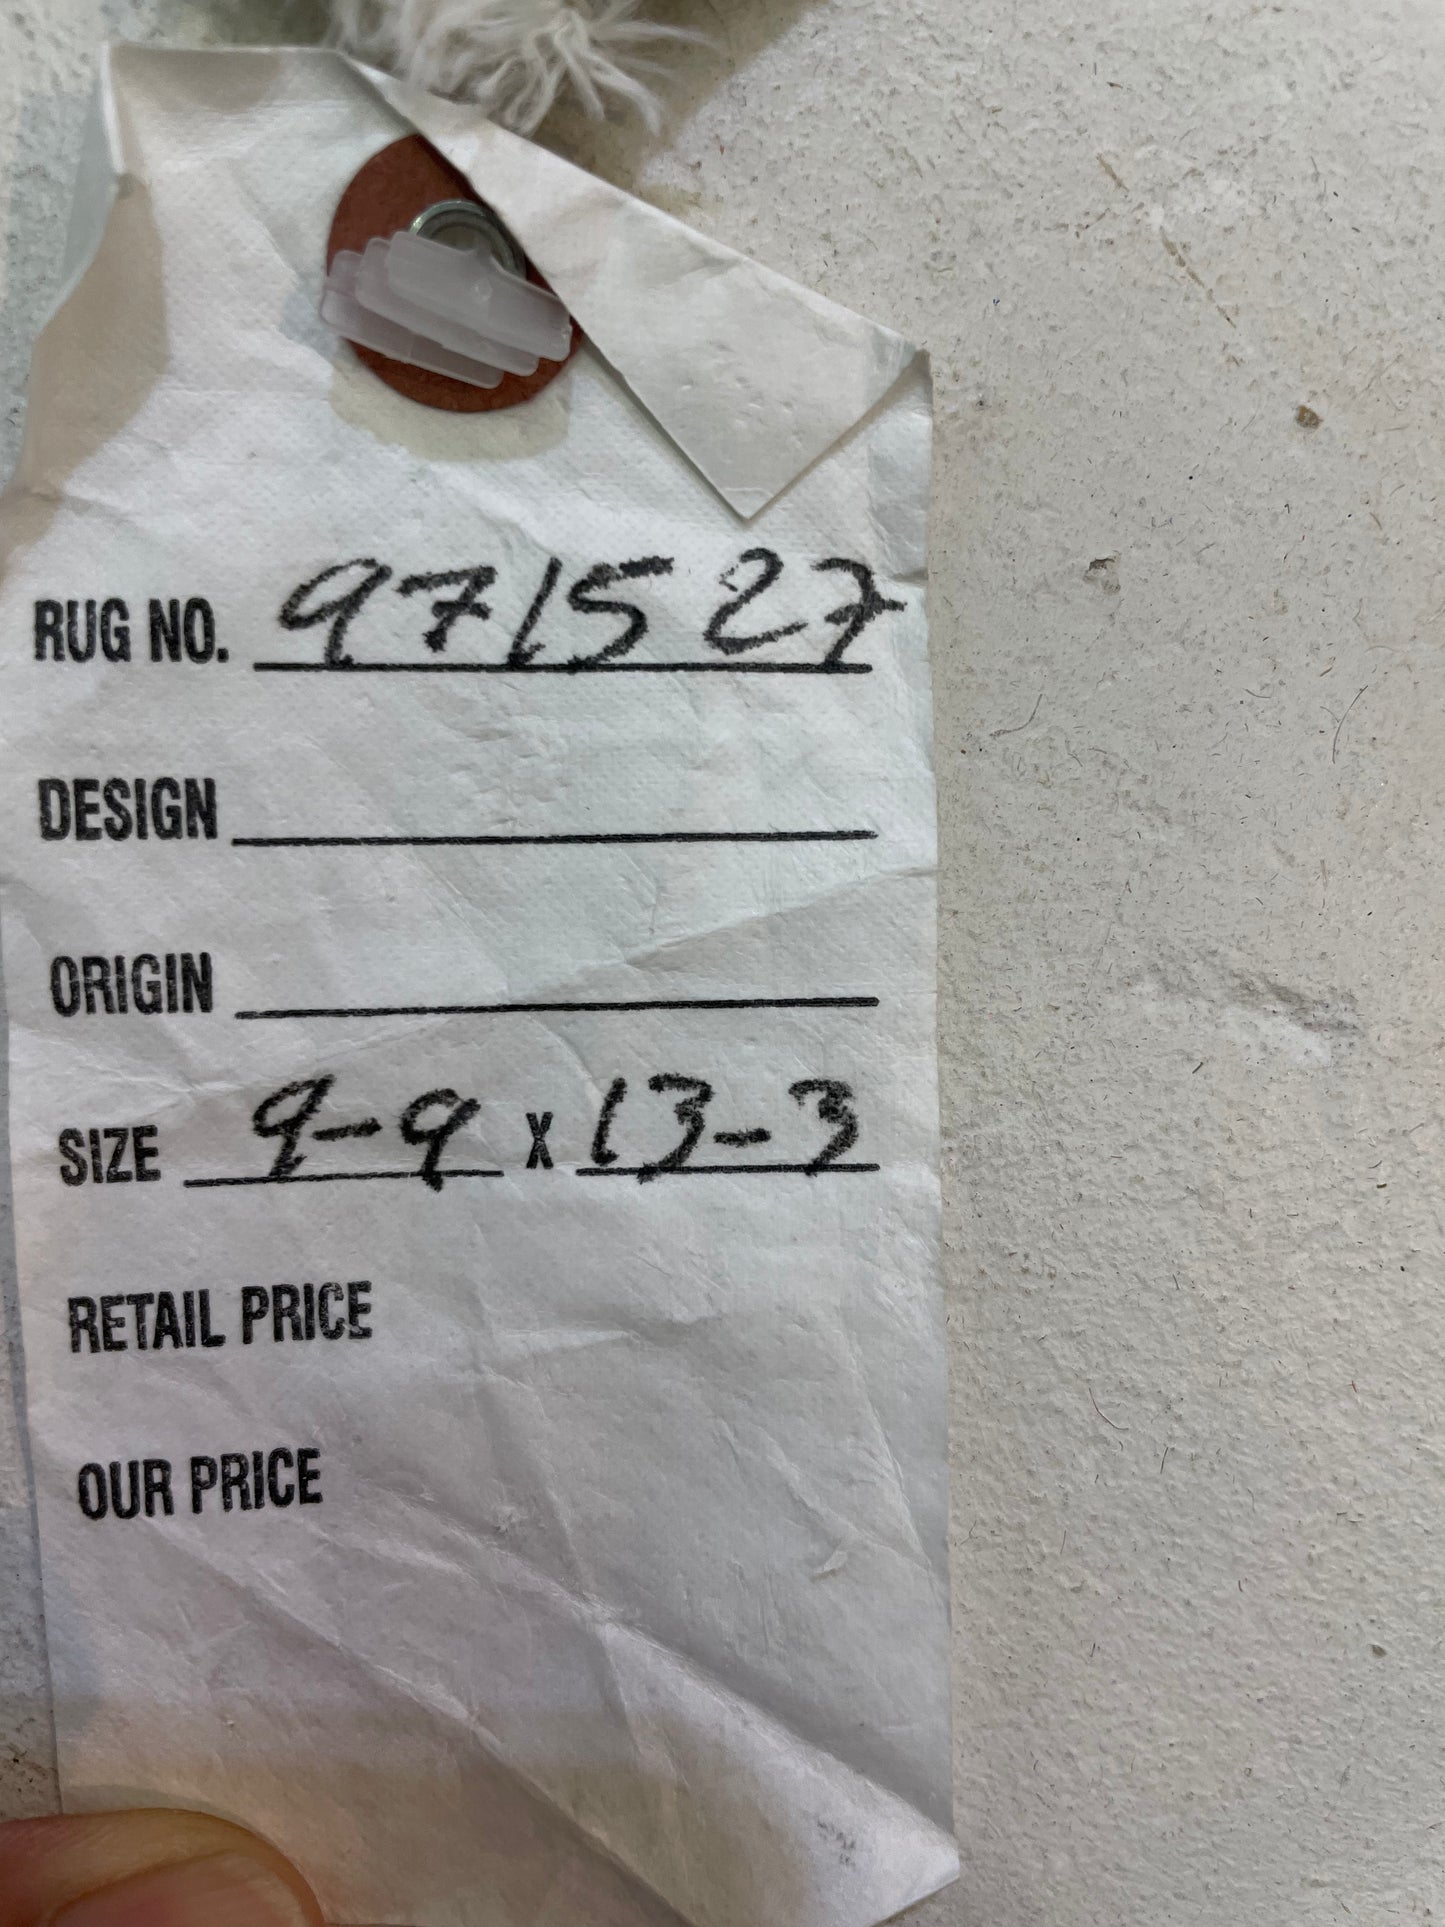 RUG NO. 971527
DESIGN
ORIGIN
SIZE 9-9 X 13-3
RETAIL PRICE
OUR PRICE